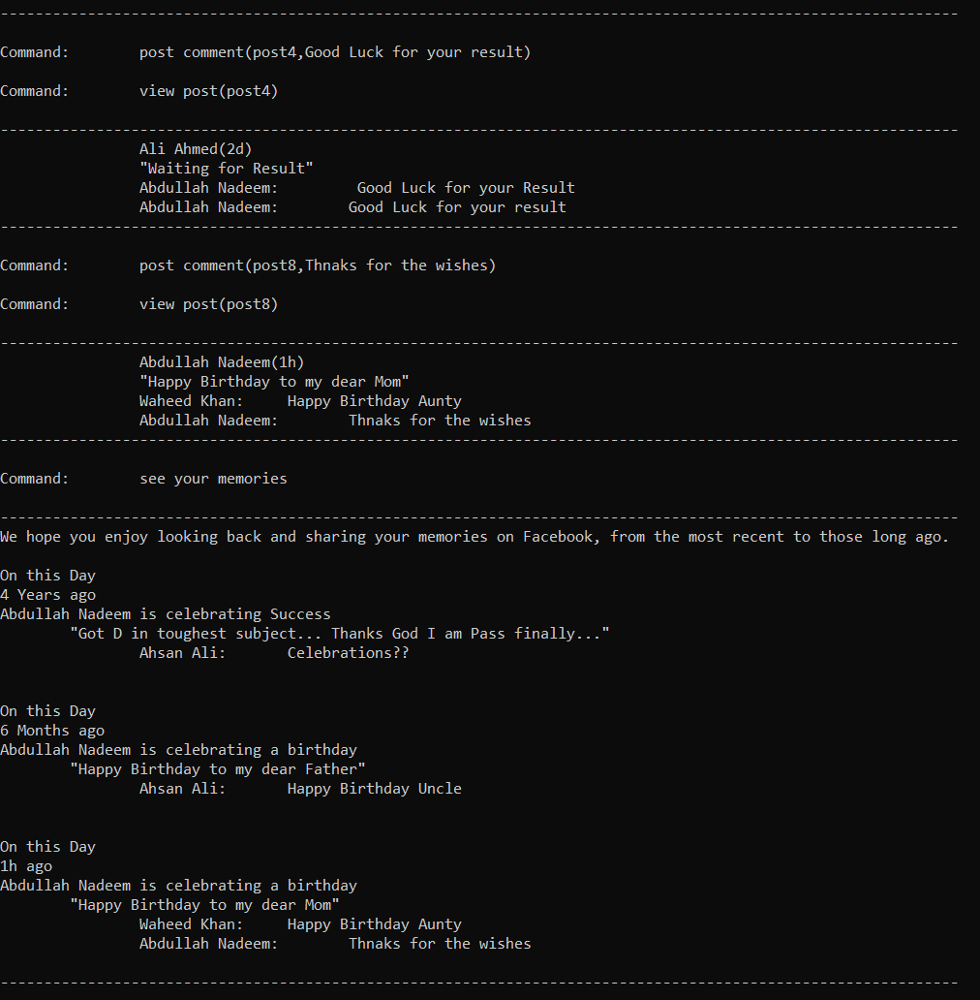 --------------------------------------------------------------------------------------------------------------
Command:        post comment(post4,Good Luck for your result)
Command:        view post(post4)
--------------------------------------------------------------------------------------------------------------
                Ali Ahmed(2d)
                "Waiting for Result"
                Abdullah Nadeem:         Good Luck for your Result
                Abdullah Nadeem:        Good Luck for your result
--------------------------------------------------------------------------------------------------------------
Command:        post comment(post8,Thnaks for the wishes)
Command:        view post(post8)
--------------------------------------------------------------------------------------------------------------
                Abdullah Nadeem(1h)
                "Happy Birthday to my dear Mom"
                Waheed Khan:     Happy Birthday Aunty
                Abdullah Nadeem:        Thnaks for the wishes
--------------------------------------------------------------------------------------------------------------
Command:        see your memories
--------------------------------------------------------------------------------------------------------------
We hope you enjoy looking back and sharing your memories on Facebook, from the most recent to those long ago.
On this Day
4 Years ago
Abdullah Nadeem is celebrating Success
        "Got D in toughest subject... Thanks God I am Pass finally..."
                Ahsan Ali:       Celebrations??
On this Day
6 Months ago
Abdullah Nadeem is celebrating a birthday
        "Happy Birthday to my dear Father"
                Ahsan Ali:       Happy Birthday Uncle
On this Day
1h ago
Abdullah Nadeem is celebrating a birthday
        "Happy Birthday to my dear Mom"
                Waheed Khan:     Happy Birthday Aunty
                Abdullah Nadeem:        Thnaks for the wishes
--------------------------------------------------------------------------------------------------------------